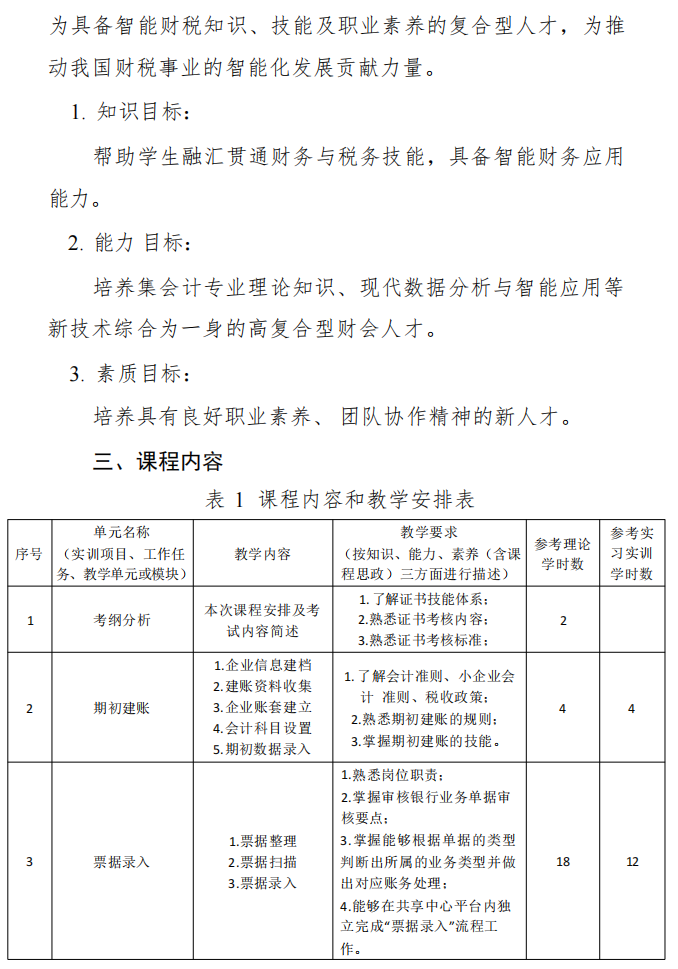 为具备智能财税知识、技能及职业素养的复合型人才，为推
动我国财税事业的智能化发展贡献力量。
1. 知识目标：
帮助学生融汇贯通财务与税务技能，具备智能财务应用
能力。
2. 能力 目标：
培养集会计专业理论知识、现代数据分析与智能应用等
新技术综合为一身的高复合型财会人才。
3. 素质目标：
培养具有良好职业素养、 团队协作精神的新人才。
三、课程内容
表 1 课程内容和教学安排表
序号
单元名称
（实训项目、工作任
务、教学单元或模块）
教学内容
教学要求
（按知识、能力、素养（含课
程思政）三方面进行描述）
参考理论
学时数
参考实
习实训
学时数
1
考纲分析
本次课程安排及考
试内容简述
1.了解证书技能体系；
2.熟悉证书考核内容；
3.熟悉证书考核标准；
2
2
期初建账
1.企业信息建档
2.建账资料收集
3.企业账套建立
4.会计科目设置
5.期初数据录入
1.了解会计准则、小企业会
计 准则、税收政策；
2.熟悉期初建账的规则；
3.掌握期初建账的技能。
4
4
3
票据录入
1.票据整理
2.票据扫描
3.票据录入
1.熟悉岗位职责；
2.掌握审核银行业务单据审
核要点；
3.掌握能够根据单据的类型
判断出所属的业务类型并做
出对应账务处理；
4.能够在共享中心平台内独
立完成“票据录入”流程工
作。
18
12